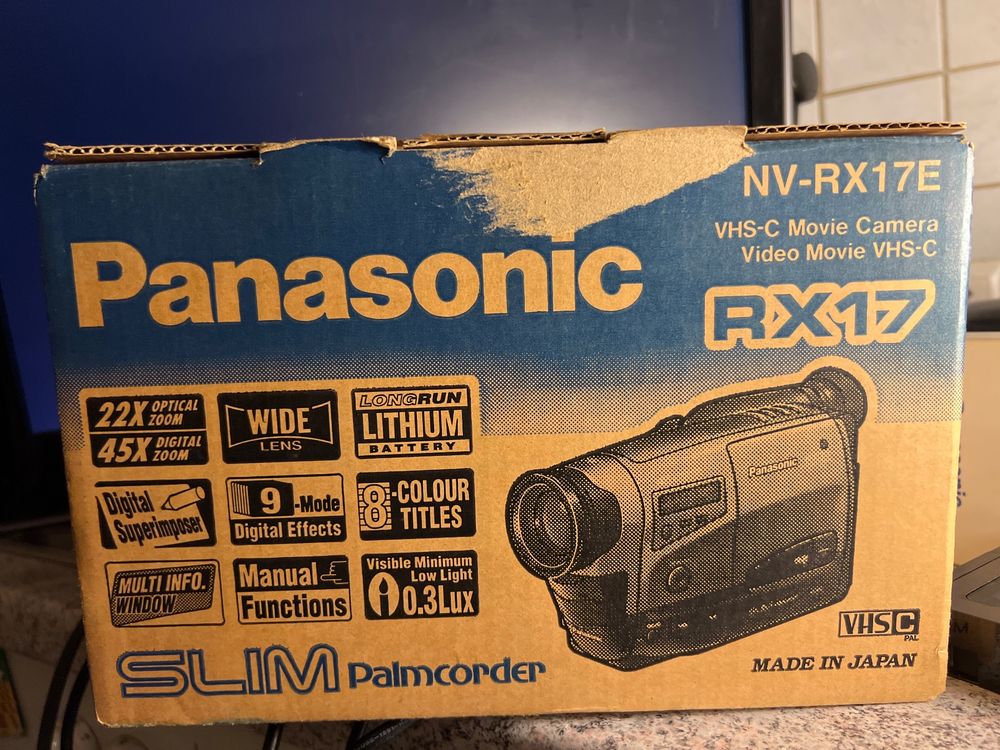 NV-RX17E
VHS-C Movie Camera
Video Movie VHS-C
Panasonic
RX17
22X OPTICAL ZOOM
45X DIGITAL ZOOM
WIDE
LENS
LONGRUN
LITHIUM
BATTERY
Digital
Superimposer
9-Mode
Digital Effects
8-COLOUR
TITLES
MULTI INFO.
WINDOW
Manual
Functions
Visible Minimum
Low Light
0.3Lux
Panasonic
VHS C
PAL
SLIM Palmcorder
MADE IN JAPAN